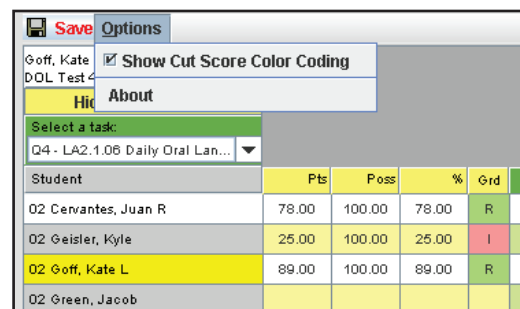 Save Options
Goff, Kate
DOL Test 4
Show Cut Score Color Coding
About
Select a task:
Q4 - LA2.1.06 Daily Oral Lan...
Student Pts Poss % Grd
02 Cervantes, Juan R 78.00 100.00 78.00 R
02 Geisler, Kyle 25.00 100.00 25.00 I
02 Goff, Kate L 89.00 100.00 89.00 R
02 Green, Jacob